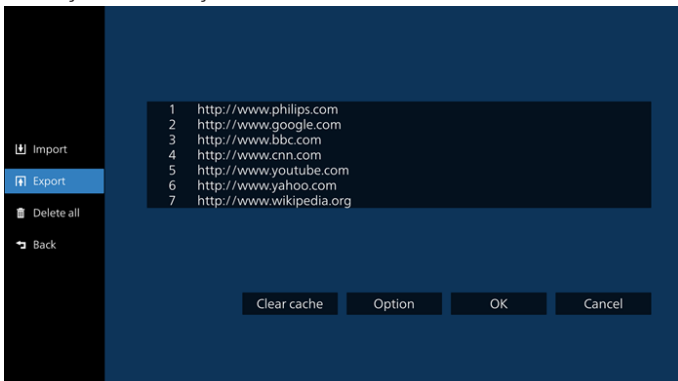 Import
Export
Delete all
Back
1 http://www.philips.com
2 http://www.google.com
3 http://www.bbc.com
4 http://www.cnn.com
5 http://www.youtube.com
6 http://www.yahoo.com
7 http://www.wikipedia.org
Clear cache Option OK Cancel